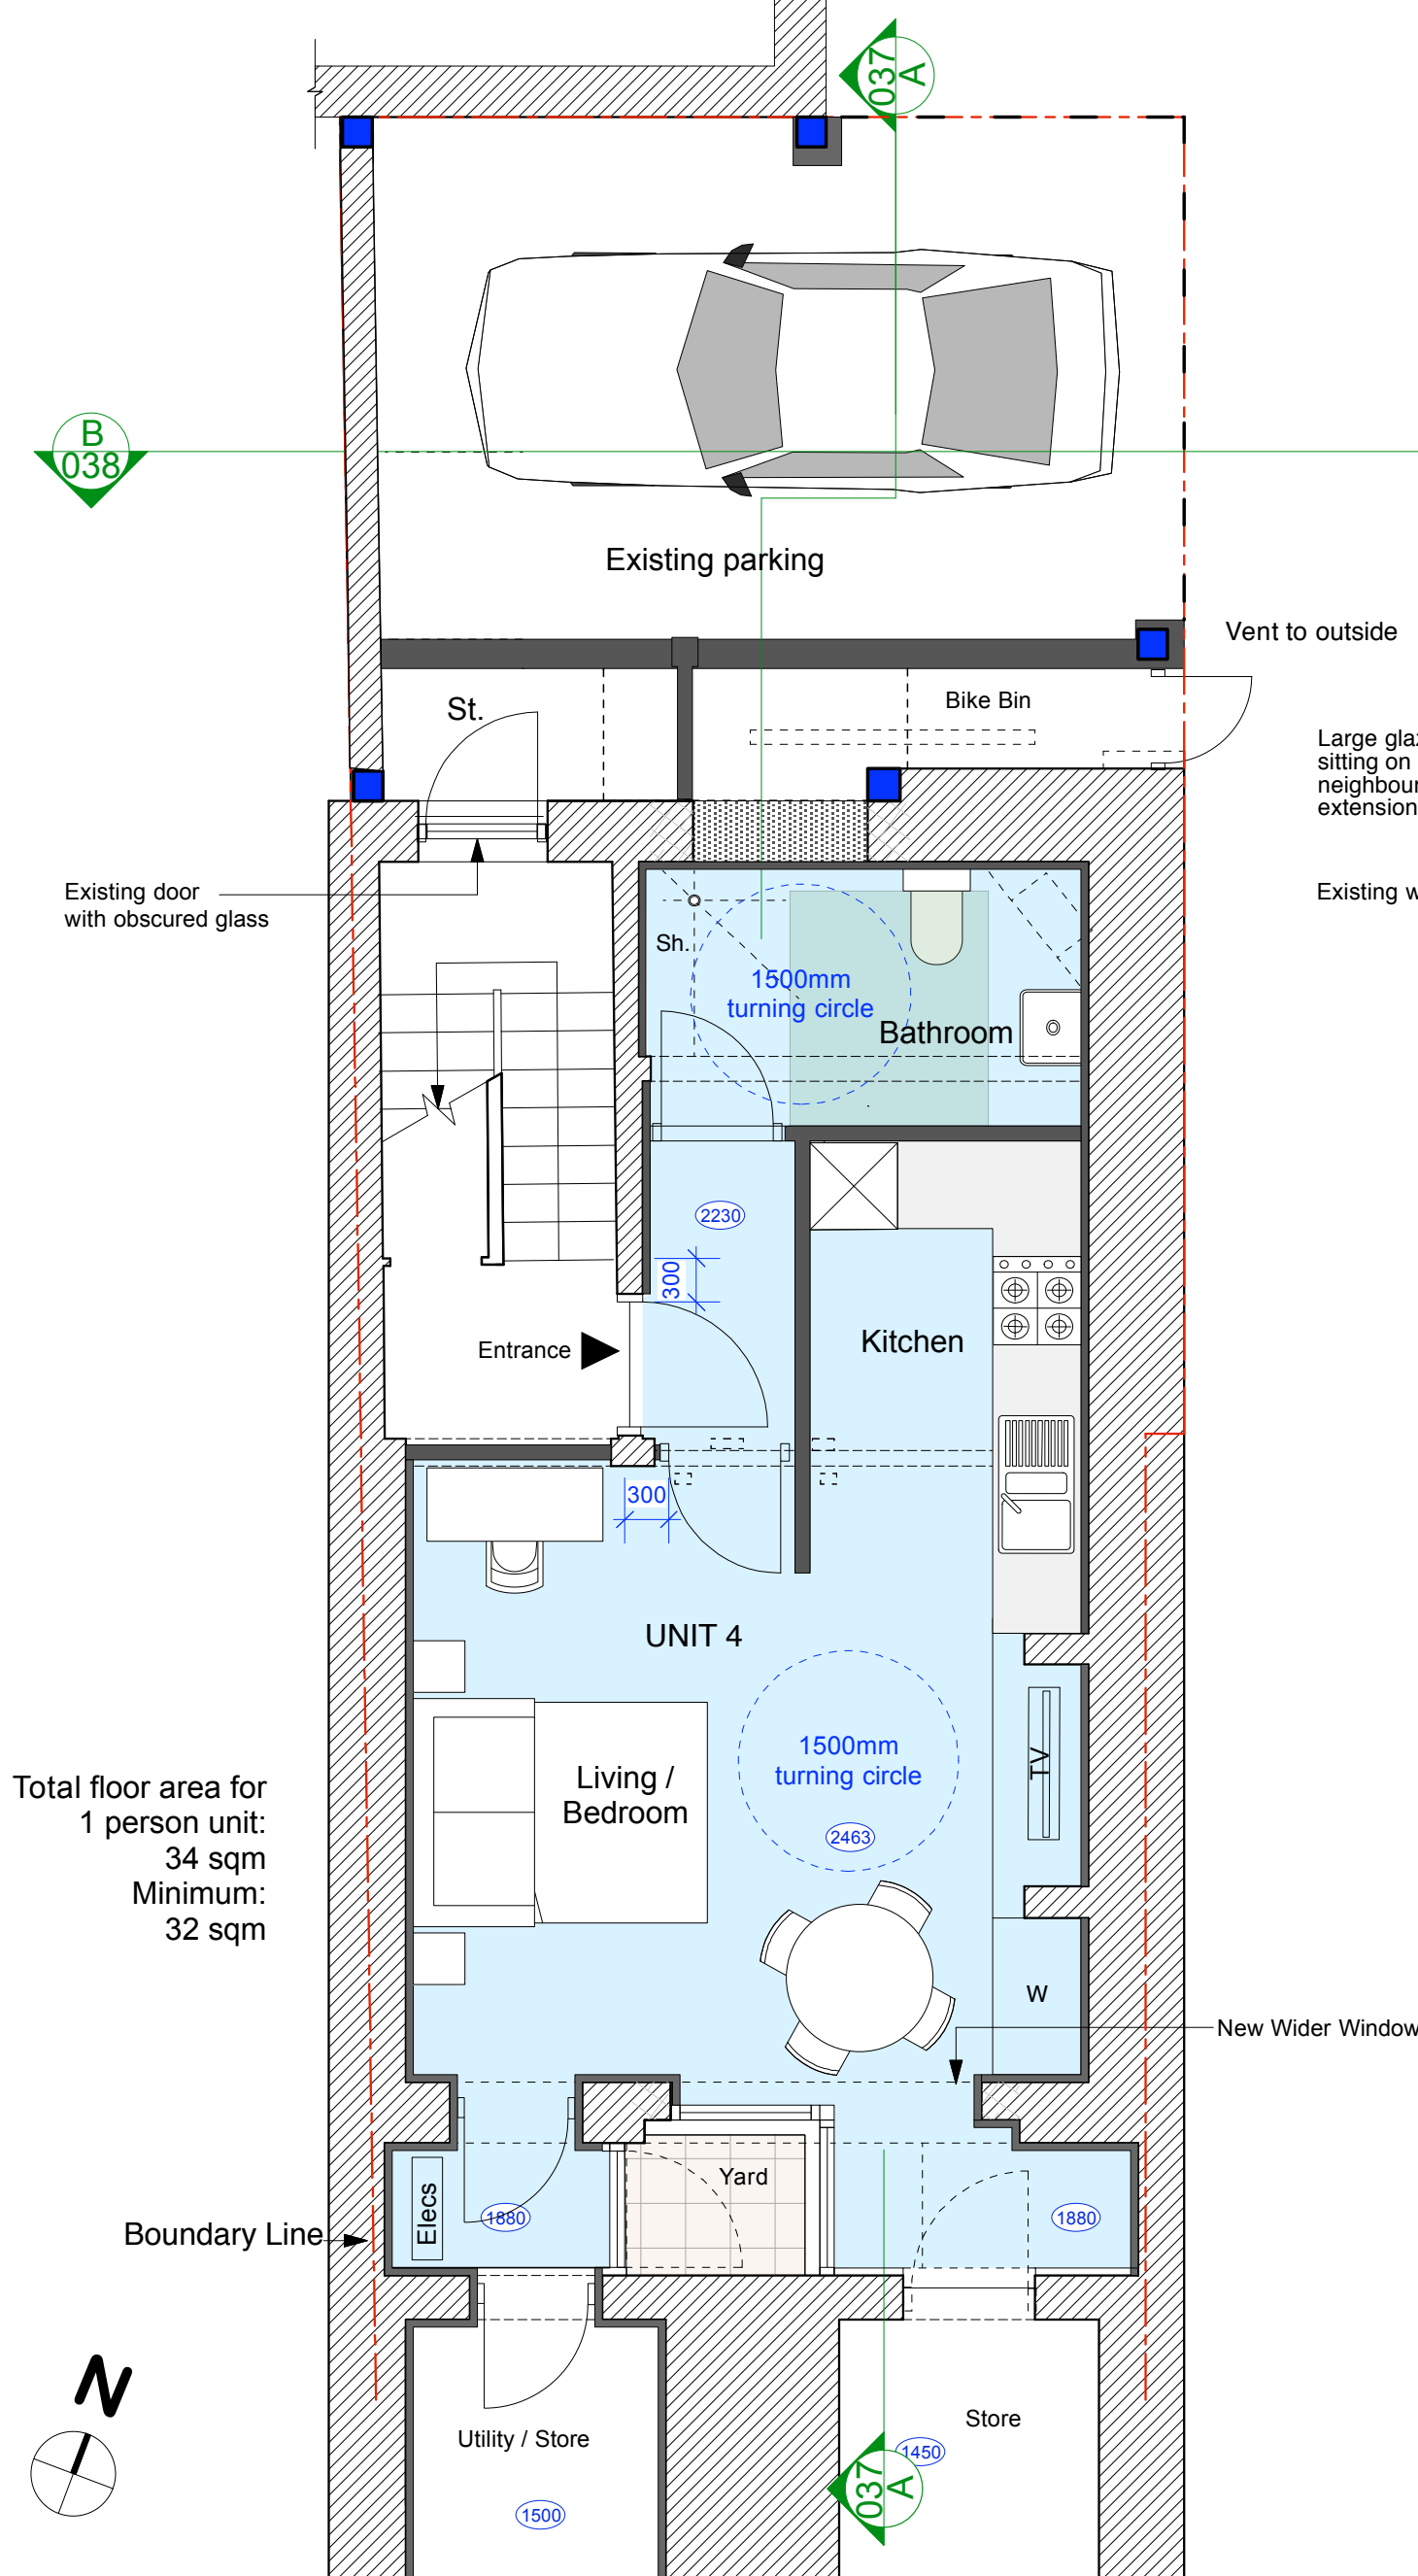 037
A
B
038
Existing parking
Vent to outside
St.
Bike Bin
Large glaz
sitting on
neighbour
extension
Existing door
with obscured glass
Existing w
Sh.
1500mm
turning circle
Bathroom
2230
300
Entrance
Kitchen
300
UNIT 4
1500mm
turning circle
Living /
Bedroom
TV
2463
Total floor area for
1 person unit:
34 sqm
Minimum:
32 sqm
W
New Wider Window
Yard
Elecs
1880
1880
Boundary Line
N
Utility / Store
Store
1450
037
A
1500